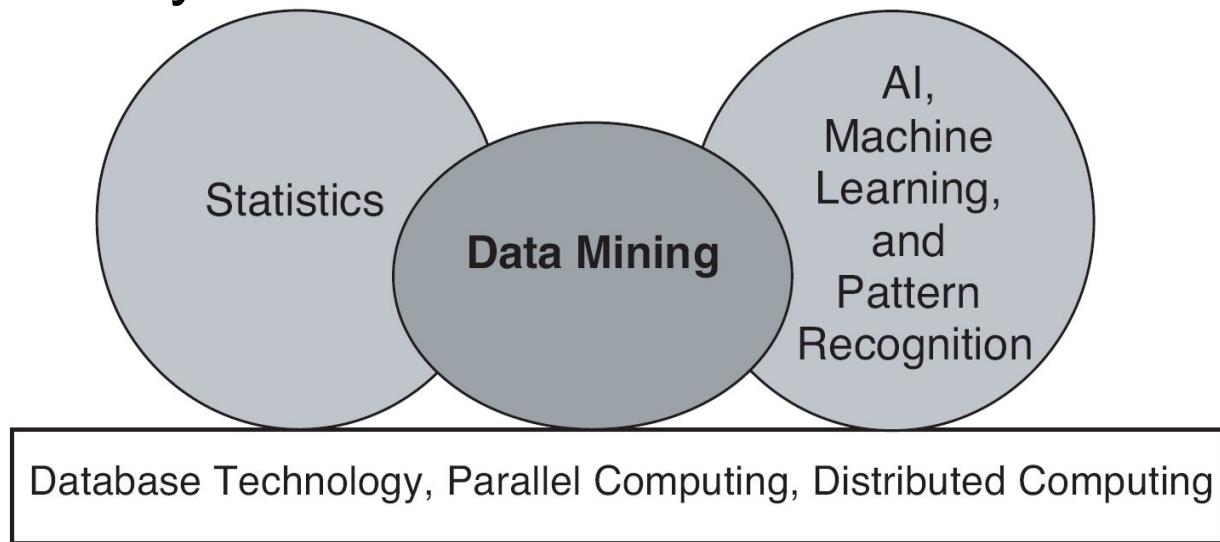 Statistics
Data Mining
AI,
Machine
Learning,
and
Pattern
Recognition
Database Technology, Parallel Computing, Distributed Computing